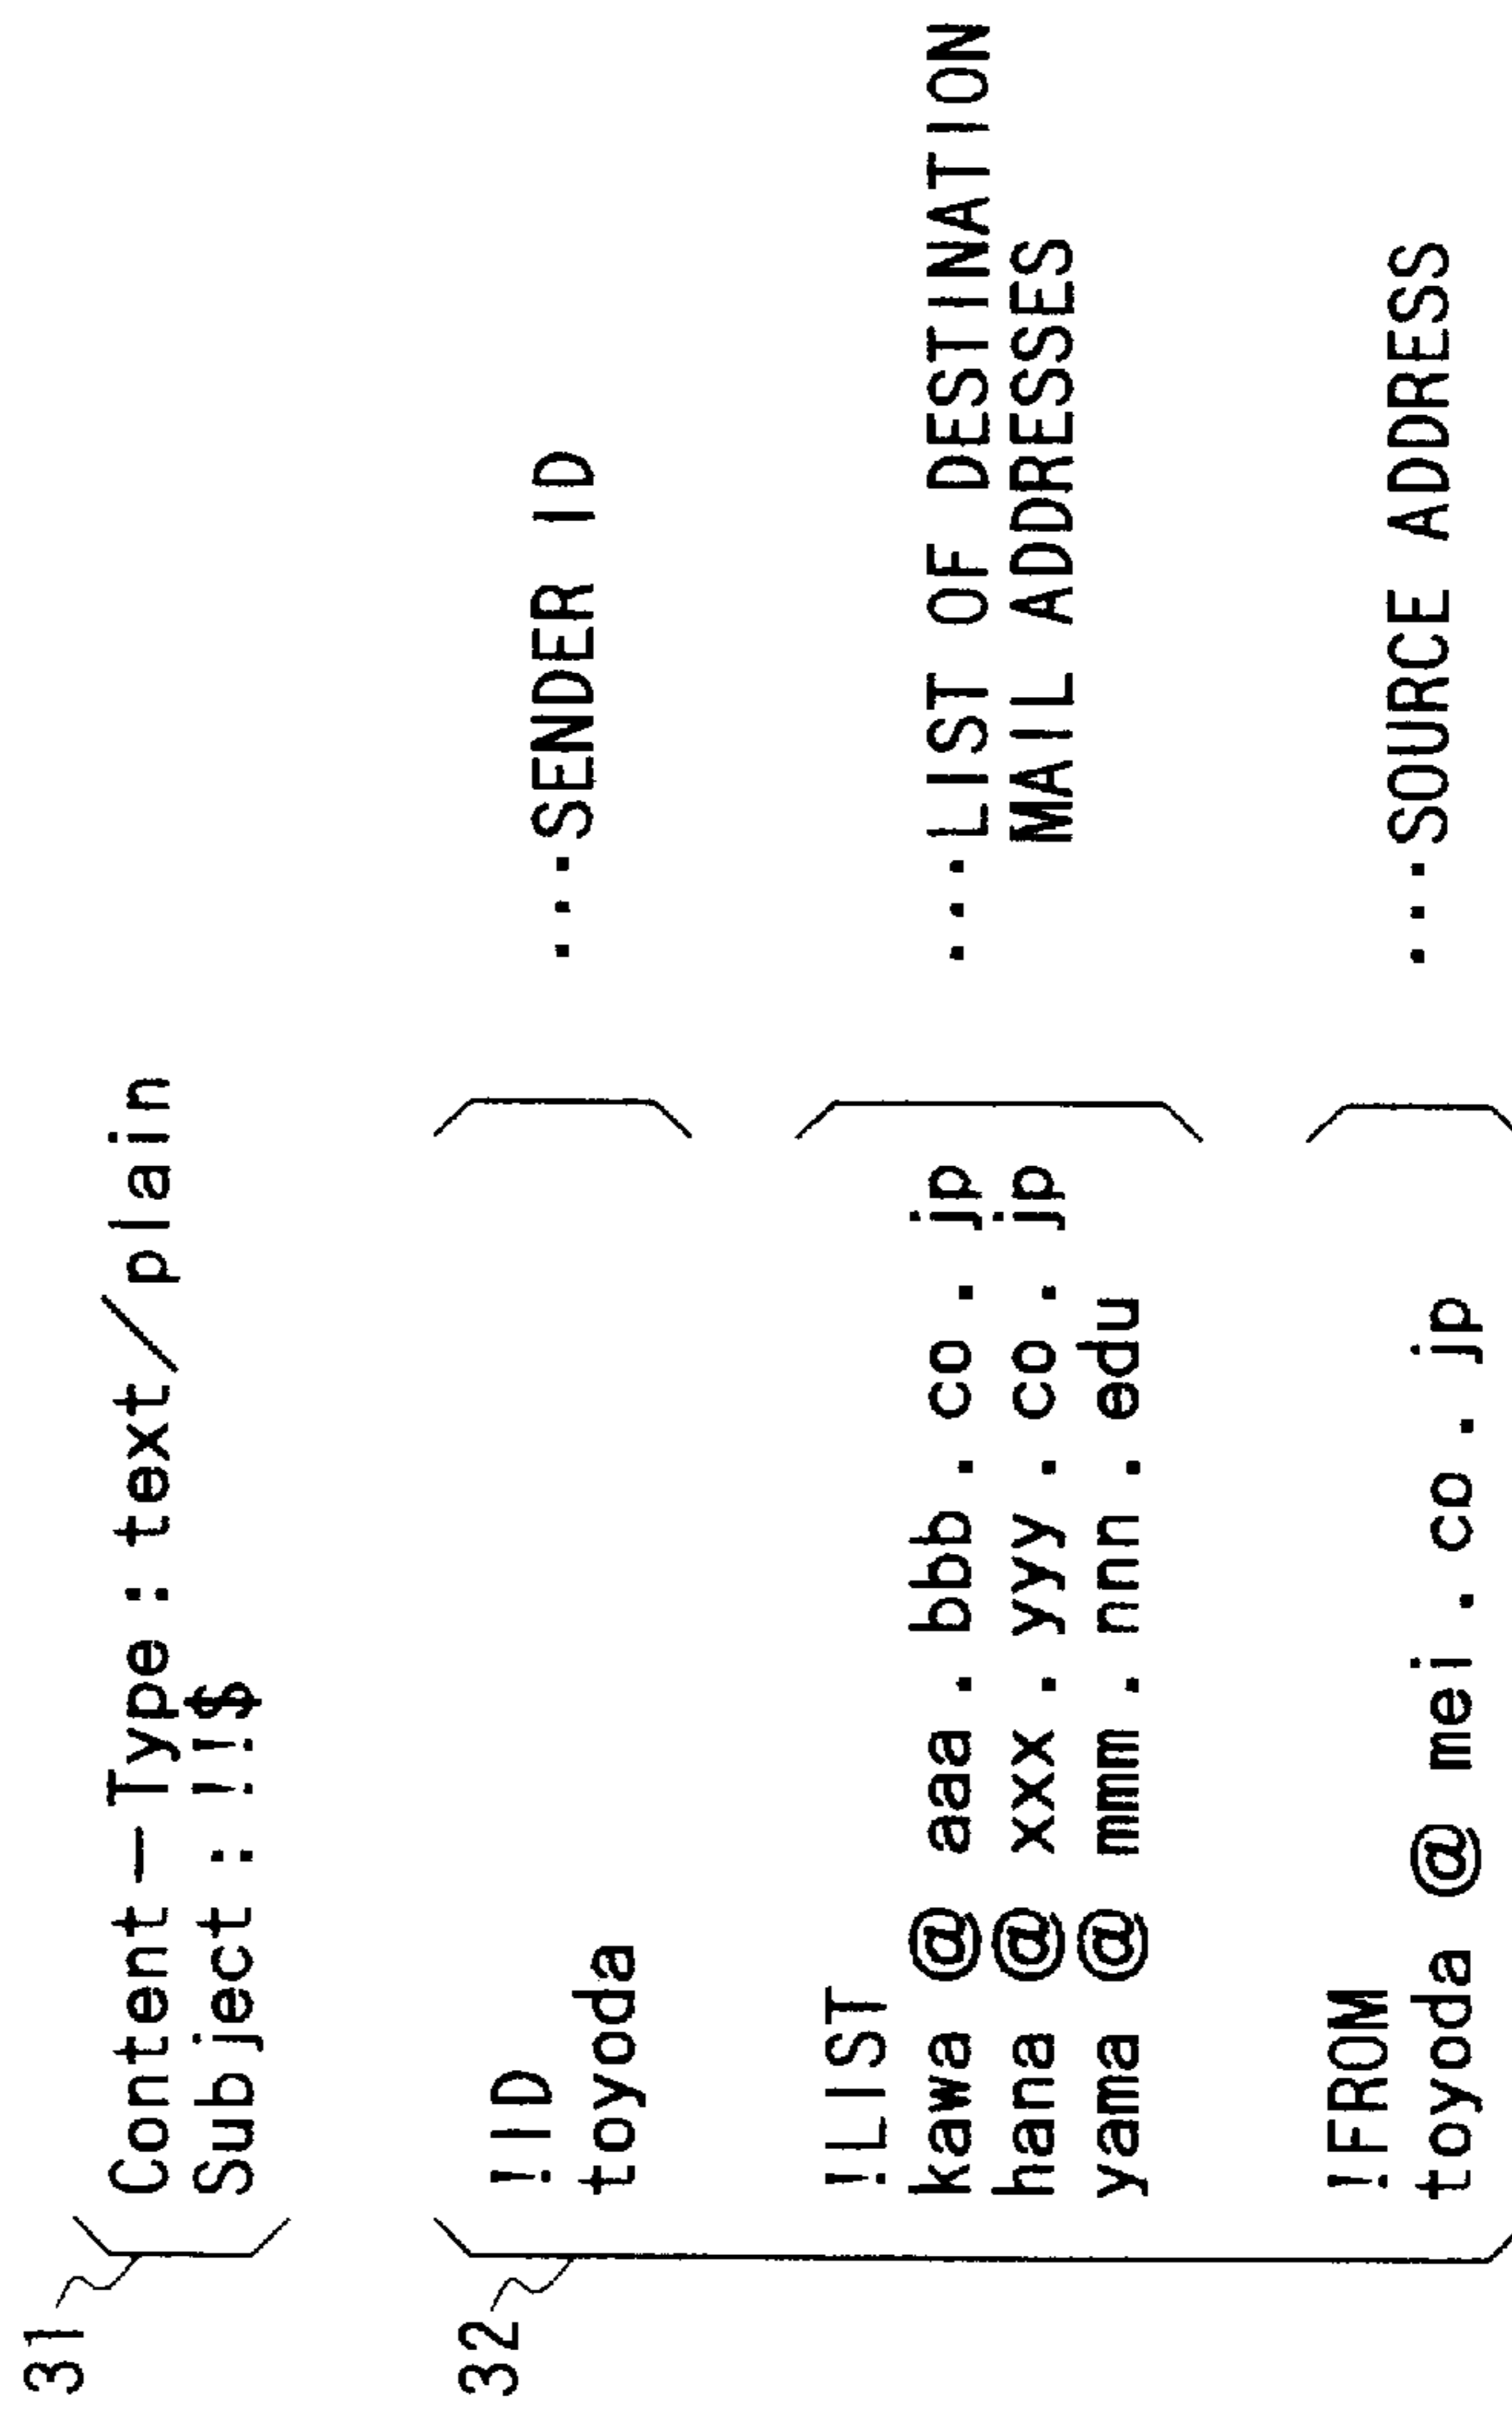 31
Content-Type:text/plain
Subject:!!$
32
!ID
toyoda
...SENDER ID
!LIST
kawa @ aaa.bbb.co.jp
hana @ xxx.yyy.co.jp
yama @ mmm.nnn.edu
...LIST OF DESTINATION
MAIL ADDRESSES
!FROM
toyoda @ mei.co.jp
...SOURCE ADDRESS